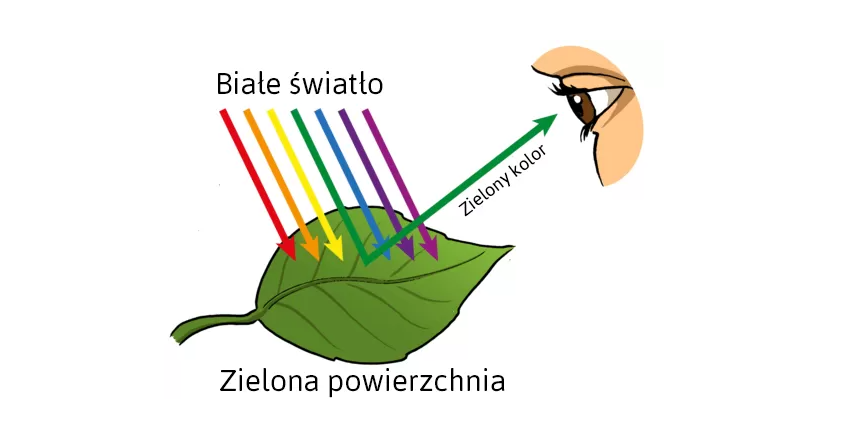 Białe światło
Zielony kolor
Zielona powierzchnia